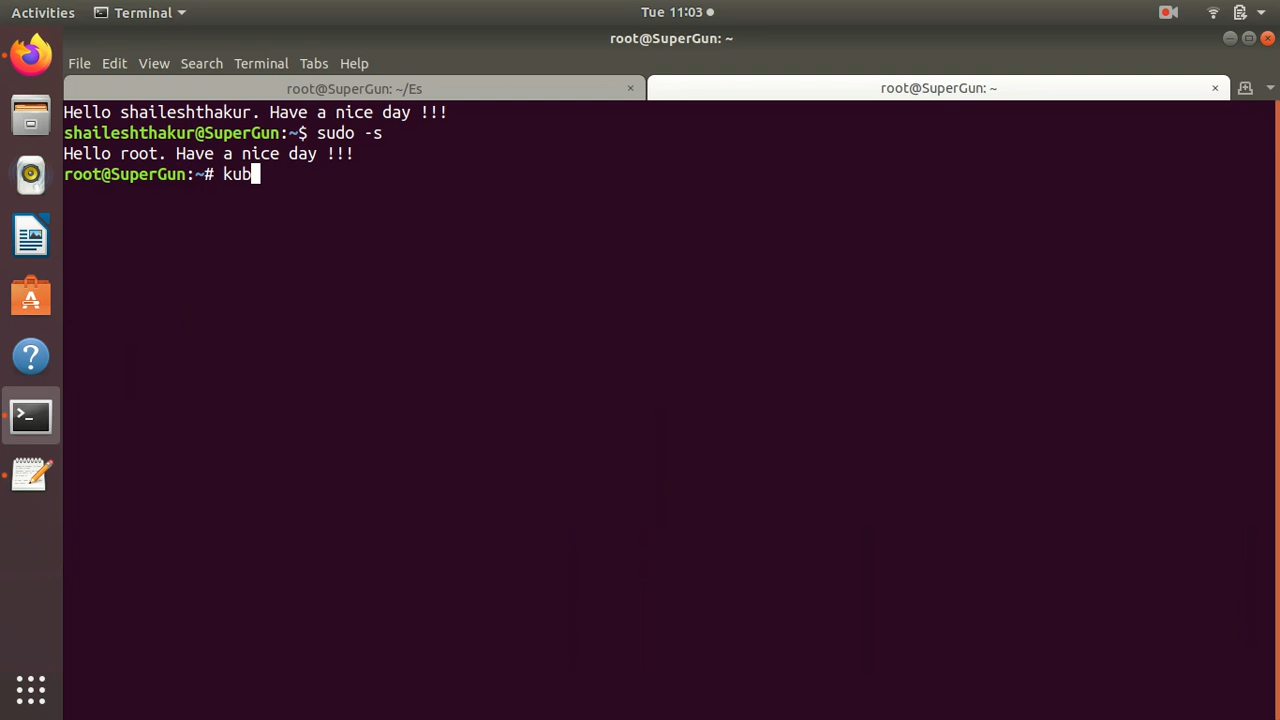 Activities Terminal Tue 11:03
root@SuperGun: ~
File Edit View Search Terminal Tabs Help
root@SuperGun: ~/Es root@SuperGun: ~
Hello shaileshthakur. Have a nice day !!!
shaileshthakur@SuperGun:~$ sudo -s
Hello root. Have a nice day !!!
root@SuperGun:~# kub